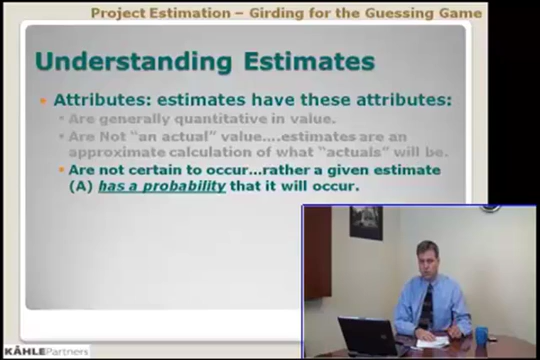 Project Estimation – Girding for the Guessing Game
Understanding Estimates
• Attributes: estimates have these attributes:
Are generally quantitative in value.
Are Not “an actual” value....estimates are an
approximate calculation of what “actuals” will be.
Are not certain to occur...rather a given estimate
(A) has a probability that it will occur.
KÅHLEPartners